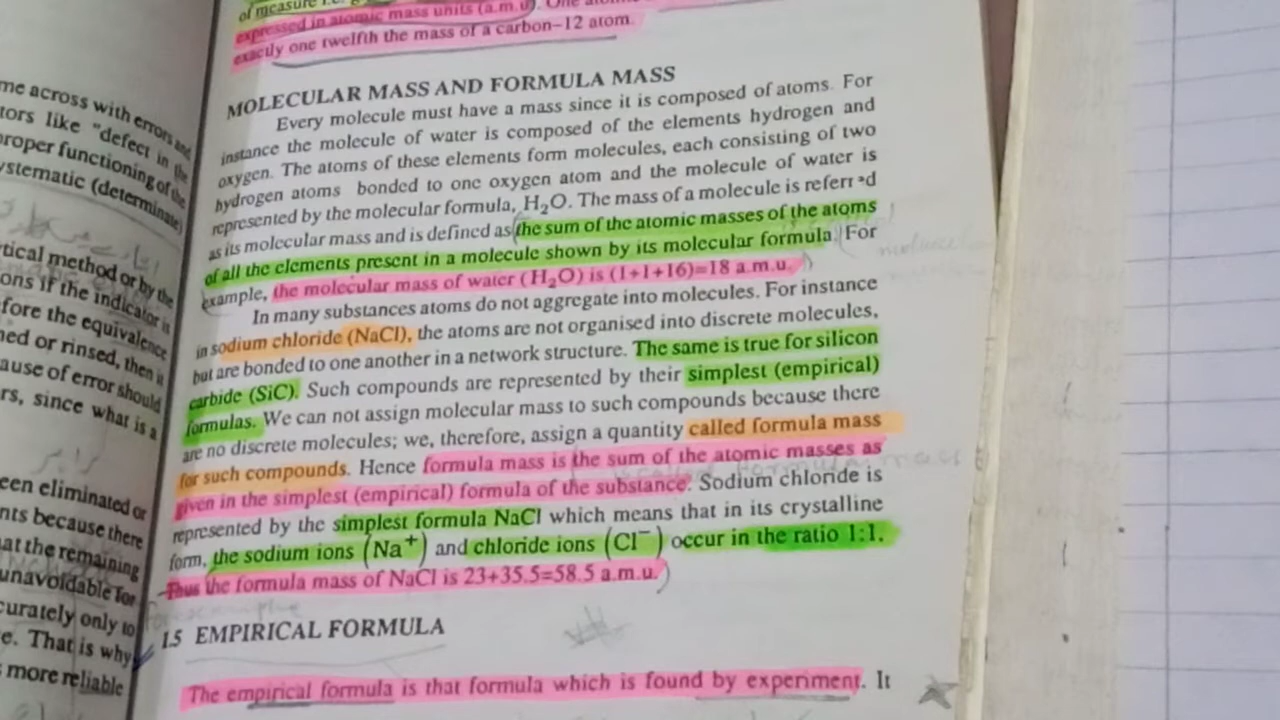 me across with errors and
tors like "defect in the
proper functioning of the
ystematic (determinate)
tical method or by the
ons if the indicator is
fore the equivalence
ned or rinsed, then it
ause of error should
rs, since what is a
een eliminated or
nts because there
at the remaining
unavoidable for
curately only to
e. That is why
more reliable
of measure i.e.
expressed in atomic mass units (a.m.u). One
exactly one twelfth the mass of a carbon-12 atom.
MOLECULAR MASS AND FORMULA MASS
Every molecule must have a mass since it is composed of atoms. For
instance the molecule of water is composed of the elements hydrogen and
oxygen. The atoms of these elements form molecules, each consisting of two
hydrogen atoms bonded to one oxygen atom and the molecule of water is
represented by the molecular formula, H₂O. The mass of a molecule is referred
as its molecular mass and is defined as (the sum of the atomic masses of the atoms
of all the elements present in a molecule shown by its molecular formula. For
example, the molecular mass of water (H₂O) is (1+1+16)=18 a.m.u.)
In many substances atoms do not aggregate into molecules. For instance
in sodium chloride (NaCl), the atoms are not organised into discrete molecules,
but are bonded to one another in a network structure. The same is true for silicon
carbide (SiC). Such compounds are represented by their simplest (empirical)
formulas. We can not assign molecular mass to such compounds because there
are no discrete molecules; we, therefore, assign a quantity called formula mass
for such compounds. Hence formula mass is the sum of the atomic masses as
given in the simplest (empirical) formula of the substance. Sodium chloride is
represented by the simplest formula NaCl which means that in its crystalline
form, the sodium ions (Na⁺) and chloride ions (Cl⁻) occur in the ratio 1:1.
Thus the formula mass of NaCl is 23+35.5=58.5 a.m.u.)
1.5 EMPIRICAL FORMULA
The empirical formula is that formula which is found by experiment. It